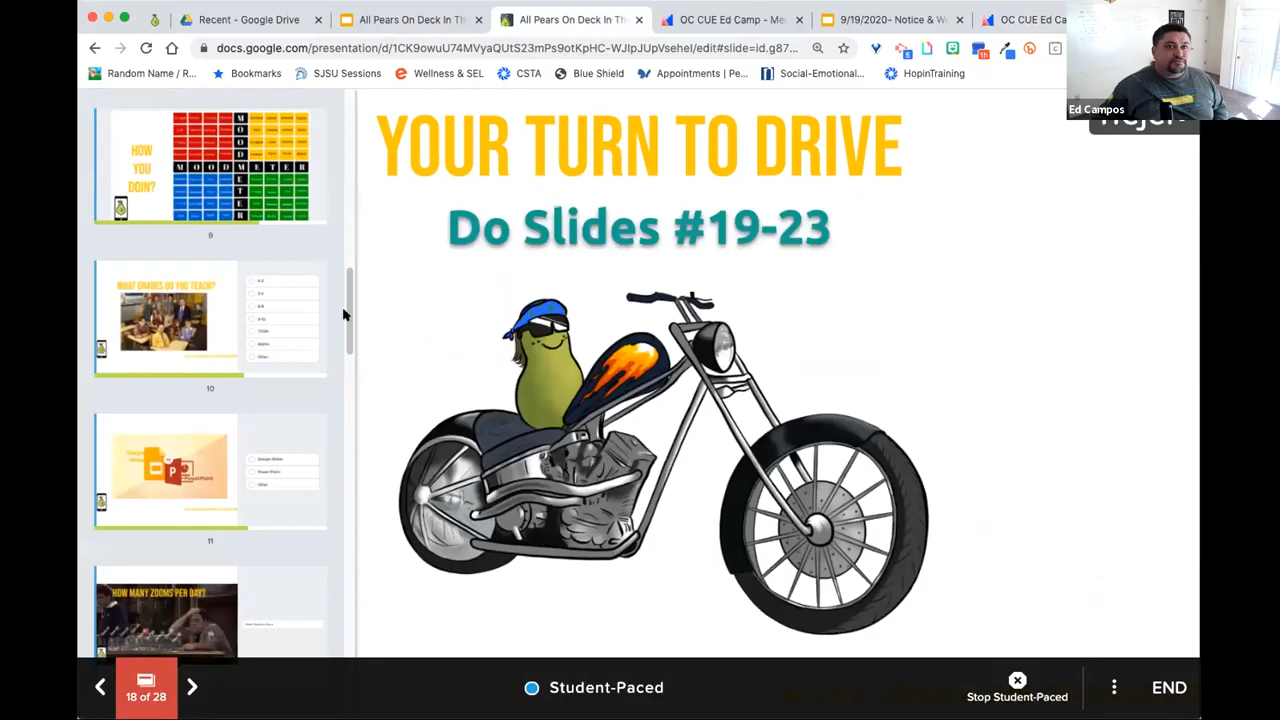 Recent - Google Drive
All Pears On Deck In Th
All Pears On Deck In Th
OC CUE Ed Camp - Me
9/19/2020- Notice & W
OC CUE Ed Ca
docs.google.com/presentation/d/1CK9owuU74MVyaQUtS23mPs9otKpHC-WJIpJUpVseheI/edit#slide=id.g87...
Random Name / R...
Bookmarks
SJSU Sessions
Wellness & SEL
CSTA
Blue Shield
Appointments | Pe...
Social-Emotional...
HopinTraining
Ed Campos
HOW
YOU
DOIN?
MOOD METER
9
WHAT GRADES DO YOU TEACH?
10
PowerPoint
11
HOW MANY ZOOMS PER DAY?
YOUR TURN TO DRIVE
Do Slides #19-23
18 of 28
Student-Paced
Stop Student-Paced
END